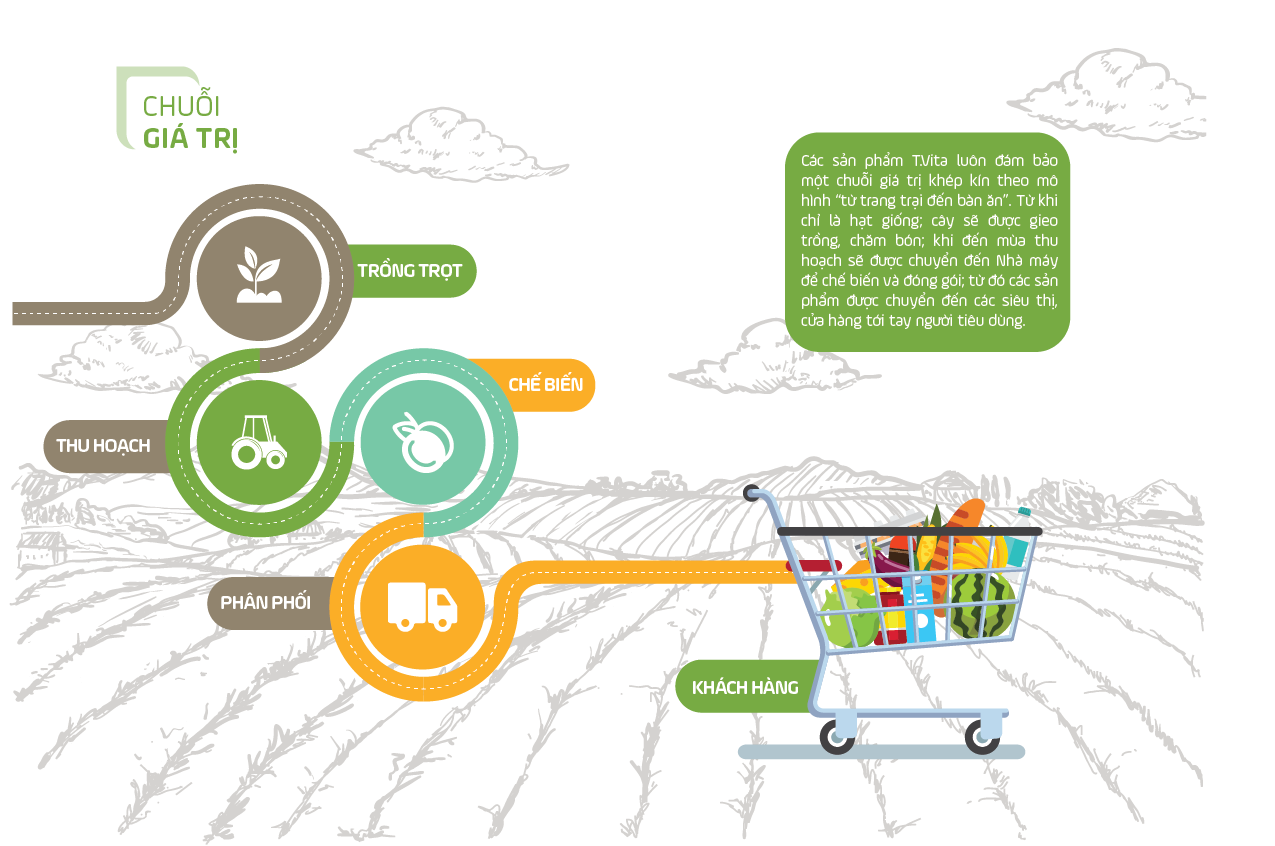 CHUỖI
GIÁ TRỊ
Các sản phẩm T.Vita luôn đảm bảo
một chuỗi giá trị khép kín theo mô
hình “từ trang trại đến bàn ăn”. Từ khi
chỉ là hạt giống; cây sẽ được gieo
trồng, chăm bón; khi đến mùa thu
hoạch sẽ được chuyển đến Nhà máy
để chế biến và đóng gói; từ đó các sản
phẩm được chuyển đến các siêu thị,
cửa hàng tới tay người tiêu dùng.
TRỒNG TRỌT
CHẾ BIẾN
THU HOẠCH
PHÂN PHỐI
KHÁCH HÀNG